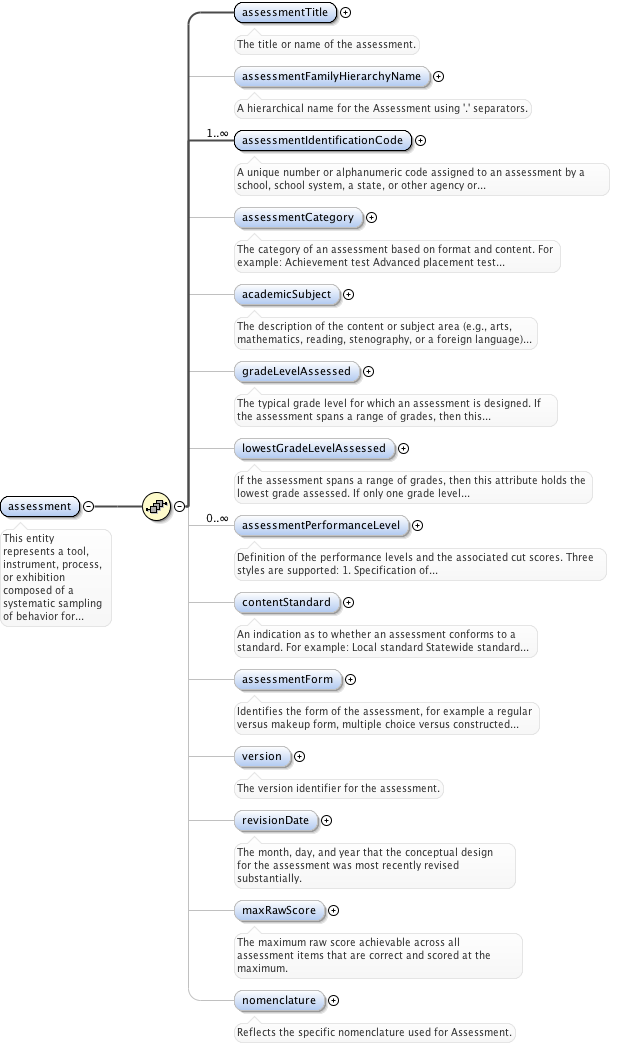 assessmentTitle
The title or name of the assessment.
assessmentFamilyHierarchyName
A hierarchical name for the Assessment using '.' separators.
1..∞
assessmentIdentificationCode
A unique number or alphanumeric code assigned to an assessment by a
school, school system, a state, or other agency or...
assessmentCategory
The category of an assessment based on format and content. For
example: Achievement test Advanced placement test...
academicSubject
The description of the content or subject area (e.g., arts,
mathematics, reading, stenography, or a foreign language)...
gradeLevelAssessed
The typical grade level for which an assessment is designed. If
the assessment spans a range of grades, then this...
lowestGradeLevelAssessed
If the assessment spans a range of grades, then this attribute holds the
lowest grade assessed. If only one grade level...
assessment
This entity
represents a tool,
instrument, process,
or exhibition
composed of a
systematic sampling
of behavior for...
0..∞
assessmentPerformanceLevel
Definition of the performance levels and the associated cut scores. Three
styles are supported: 1. Specification of...
contentStandard
An indication as to whether an assessment conforms to a
standard. For example: Local standard Statewide standard...
assessmentForm
Identifies the form of the assessment, for example a regular
versus makeup form, multiple choice versus constructed...
version
The version identifier for the assessment.
revisionDate
The month, day, and year that the conceptual design
for the assessment was most recently revised
substantially.
maxRawScore
The maximum raw score achievable across all
assessment items that are correct and scored at the
maximum.
nomenclature
Reflects the specific nomenclature used for Assessment.